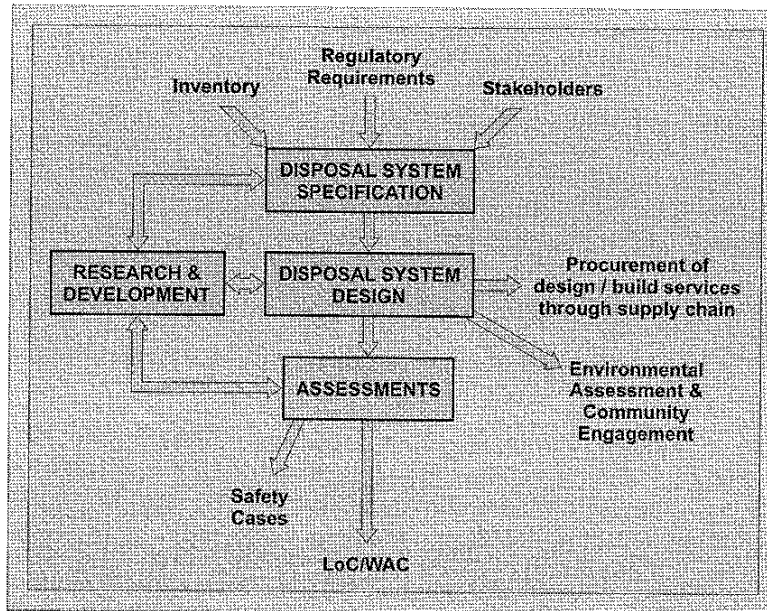 Regulatory
Requirements
Inventory
Stakeholders
DISPOSAL SYSTEM
SPECIFICATION
RESEARCH &
DEVELOPMENT
DISPOSAL SYSTEM
DESIGN
Procurement of
design / build services
through supply chain
ASSESSMENTS
Environmental
Assessment &
Community
Engagement
Safety
Cases
LoC/WAC